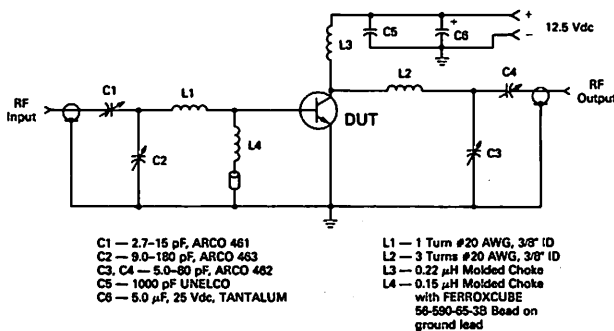 +
C5
+
C6
12.5 Vdc
–
L3
C1
L1
L2
C4
RF
Input
RF
Output
DUT
C2
L4
C3
C1 — 2.7–15 pF, ARCO 461
C2 — 9.0–180 pF, ARCO 463
C3, C4 — 5.0–80 pF, ARCO 462
C5 — 1000 pF UNELCO
C6 — 5.0 μF, 25 Vdc, TANTALUM
L1 — 1 Turn #20 AWG, 3/8" ID
L2 — 3 Turns #20 AWG, 3/8" ID
L3 — 0.22 μH Molded Choke
L4 — 0.15 μH Molded Choke
with FERROXCUBE
56-590-65-3B Bead on
ground lead